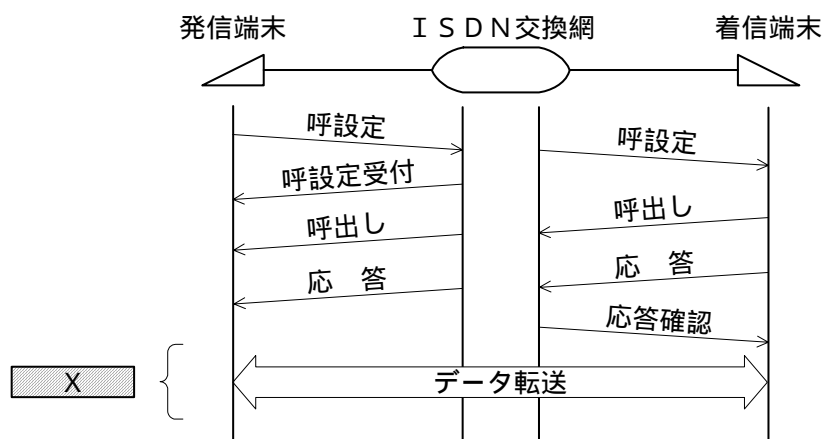 発信端末 ＩＳＤＮ交換網 着信端末
呼設定 呼設定
呼設定受付
呼出し 呼出し
応　答 応　答
応答確認
X データ転送